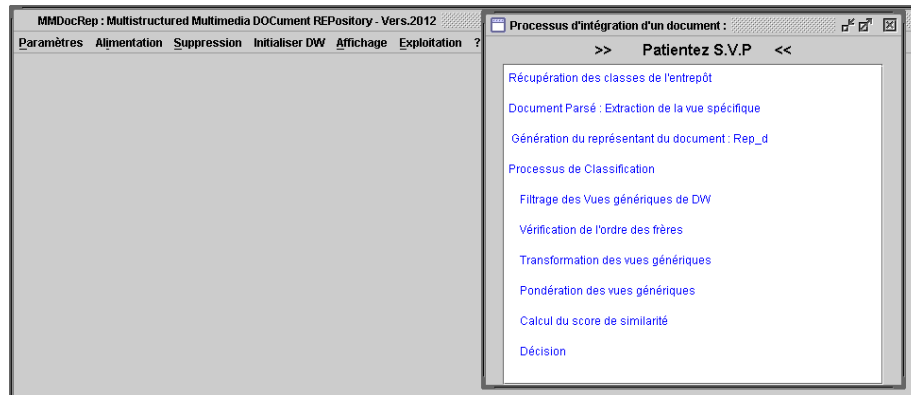 MMDocRep : Multistructured Multimedia DOCument REPository - Vers.2012
Paramètres Alimentation Suppression Initialiser DW Affichage Exploitation ?
Processus d'intégration d'un document :
>> Patientez S.V.P <<
Récupération des classes de l'entrepôt
Document Parsé : Extraction de la vue spécifique
Génération du représentant du document : Rep_d
Processus de Classification
Filtrage des Vues génériques de DW
Vérification de l'ordre des frères
Transformation des vues génériques
Pondération des vues génériques
Calcul du score de similarité
Décision